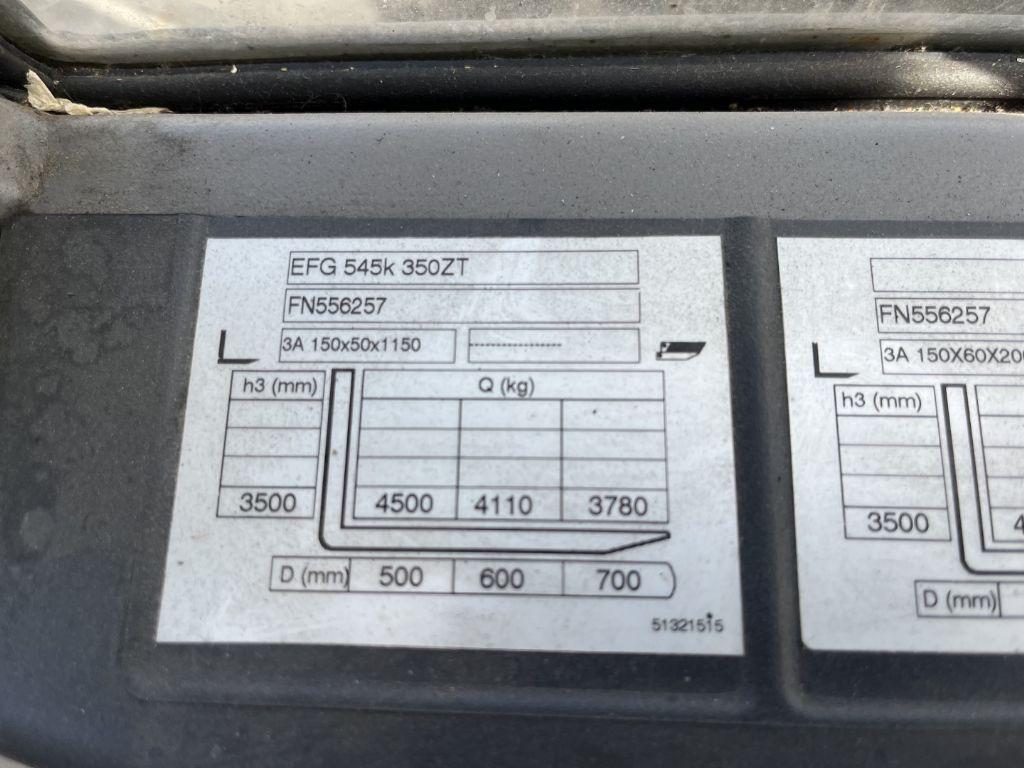 EFG 545k 350ZT
FN556257
3A 150x50x1150 --------------------
h3 (mm) Q (kg)
3500 4500 4110 3780
D (mm) 500 600 700
51321515
FN556257
3A 150X60X20
h3 (mm)
3500 4
D (mm)